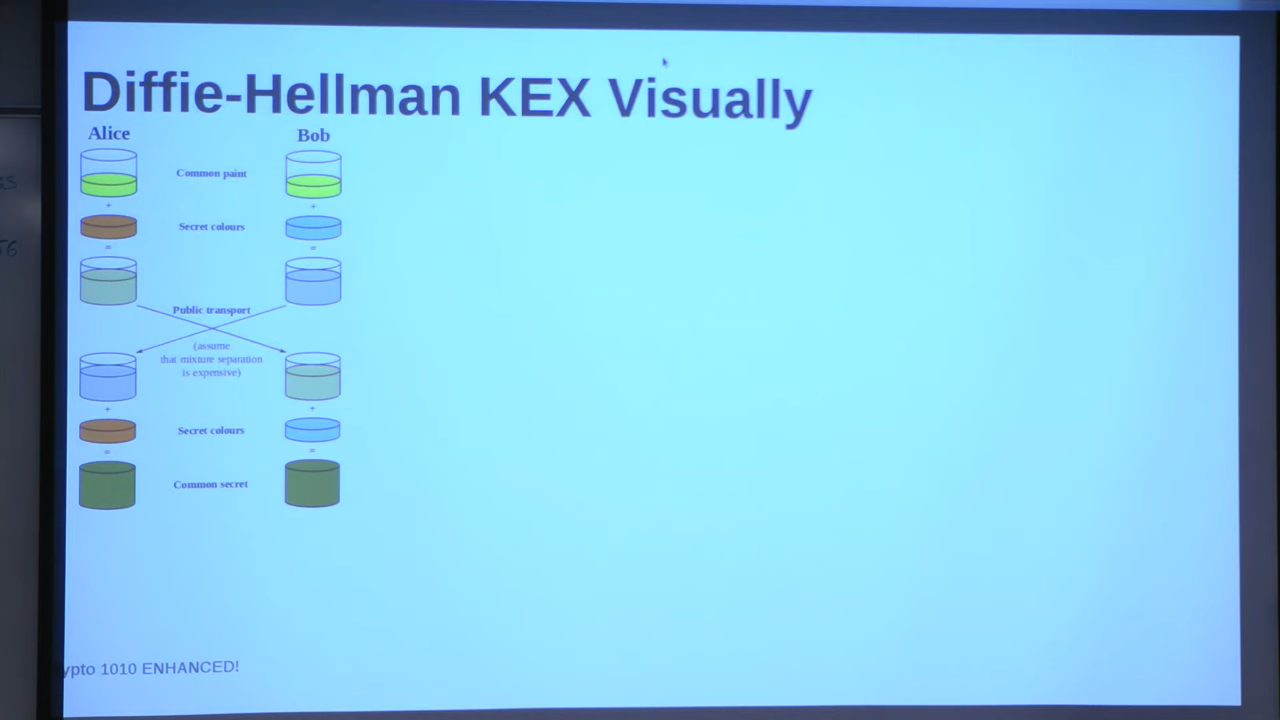 Diffie-Hellman KEX Visually
Alice
Bob
Common paint
+
+
Secret colours
=
=
Public transport
(assume
that mixture separation
is expensive)
+
+
Secret colours
=
=
Common secret
ypto 1010 ENHANCED!